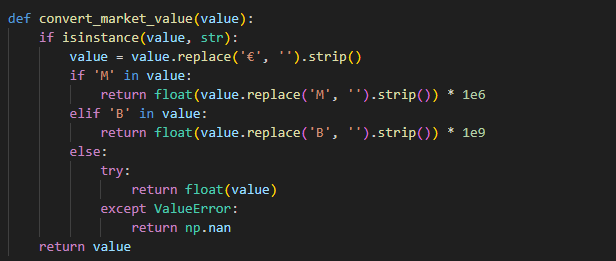 def convert_market_value(value):
    if isinstance(value, str):
        value = value.replace('€', '').strip()
        if 'M' in value:
            return float(value.replace('M', '').strip()) * 1e6
        elif 'B' in value:
            return float(value.replace('B', '').strip()) * 1e9
        else:
            try:
                return float(value)
            except ValueError:
                return np.nan
    return value